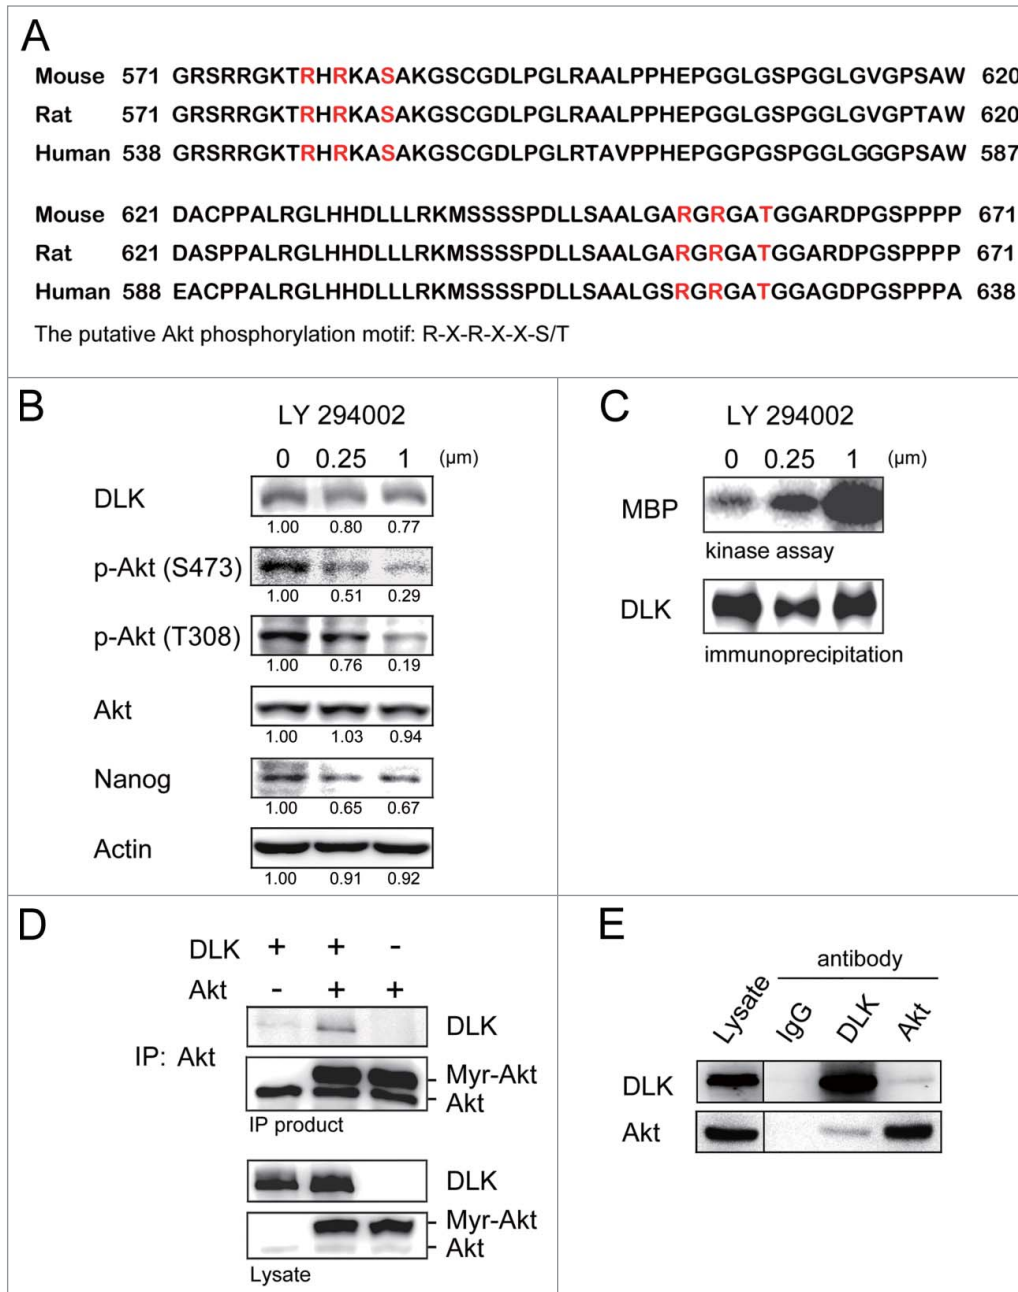 A
Mouse 571 GRSRRGKTRHRKASAKGSCGDLPGLRAALPPHEPGGLGSPGGLGVGPSAW 620
Rat 571 GRSRRGKTRHRKASAKGSCGDLPGLRAALPPHEPGGLGSPGGLGVGPTAW 620
Human 538 GRSRRGKTRHRKASAKGSCGDLPGLRTAVPPHEPGGPGSPGGLGGGPSAW 587
Mouse 621 DACPPALRGLHHDLLLRKMSSSSPDLLSAALGARGRGATGGARDPGSPPPP 671
Rat 621 DASPPALRGLHHDLLLRKMSSSSPDLLSAALGARGRGATGGARDPGSPPPP 671
Human 588 EACPPALRGLHHDLLLRKMSSSSPDLLSAALGSRGRGATGGAGDPGSPPPA 638
The putative Akt phosphorylation motif: R-X-R-X-X-S/T
B
LY 294002
0 0.25 1 (μm)
DLK
1.00 0.80 0.77
p-Akt (S473)
1.00 0.51 0.29
p-Akt (T308)
1.00 0.76 0.19
Akt
1.00 1.03 0.94
Nanog
1.00 0.65 0.67
Actin
1.00 0.91 0.92
C
LY 294002
0 0.25 1 (μm)
MBP
kinase assay
DLK
immunoprecipitation
D
DLK + + -
Akt - + +
IP: Akt
DLK
Myr-Akt
Akt
IP product
DLK
Myr-Akt
Akt
Lysate
E
antibody
Lysate IgG DLK Akt
DLK
Akt